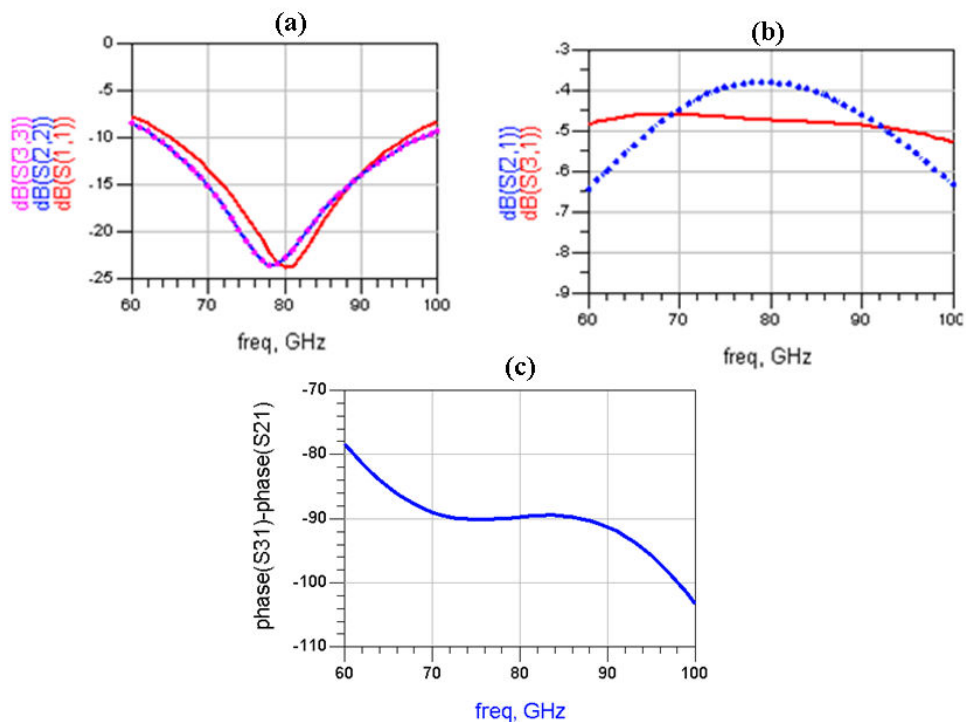 (a)
0
-5
-10
-15
-20
-25
dB(S(3,3))
dB(S(2,2))
dB(S(1,1))
60
70
80
90
100
freq, GHz
(b)
-3
-4
-5
-6
-7
-8
-9
dB(S(2,1))
dB(S(3,1))
60
70
80
90
100
freq, GHz
(c)
-70
-80
-90
-100
-110
phase(S31)-phase(S21)
60
70
80
90
100
freq, GHz